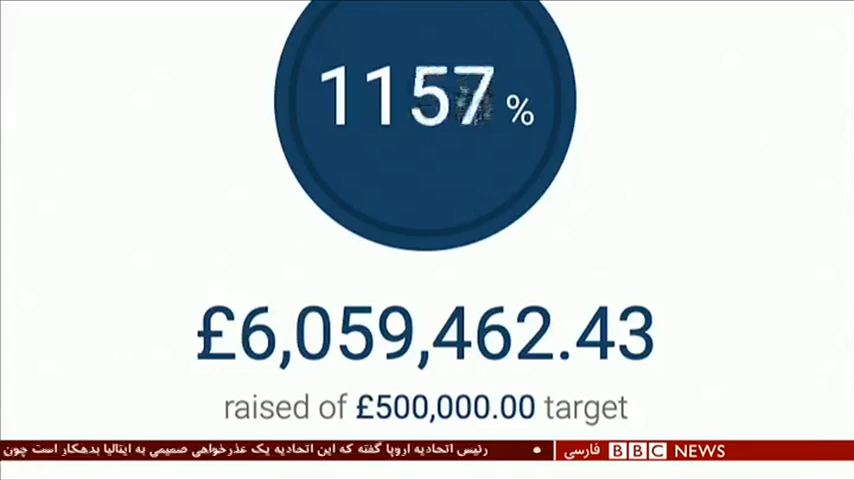 1157 %
£6,059,462.43
raised of £500,000.00 target
رئیس اتحادیه اروپا گفته که این اتحادیه یک عذرخواهی صمیمی به ایتالیا بدهکار است چون • فارسی BBC NEWS